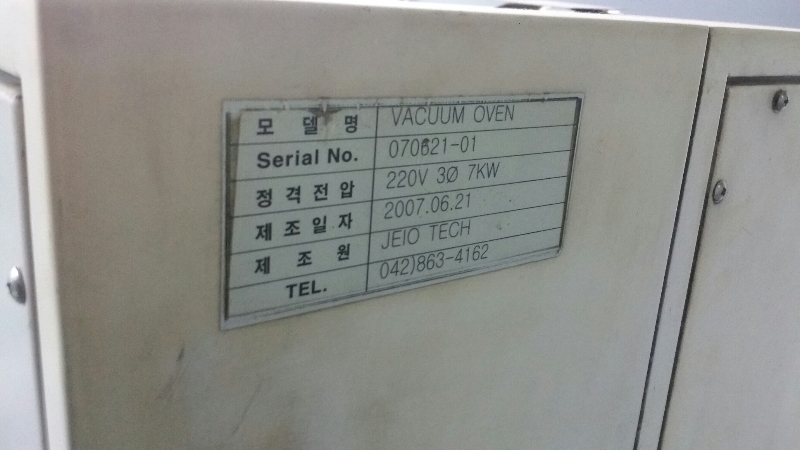 모델명 VACUUM OVEN
Serial No. 070621-01
정격전압 220V 3Ø 7KW
제조일자 2007.06.21
제조원 JEIO TECH
TEL. 042)863-4162